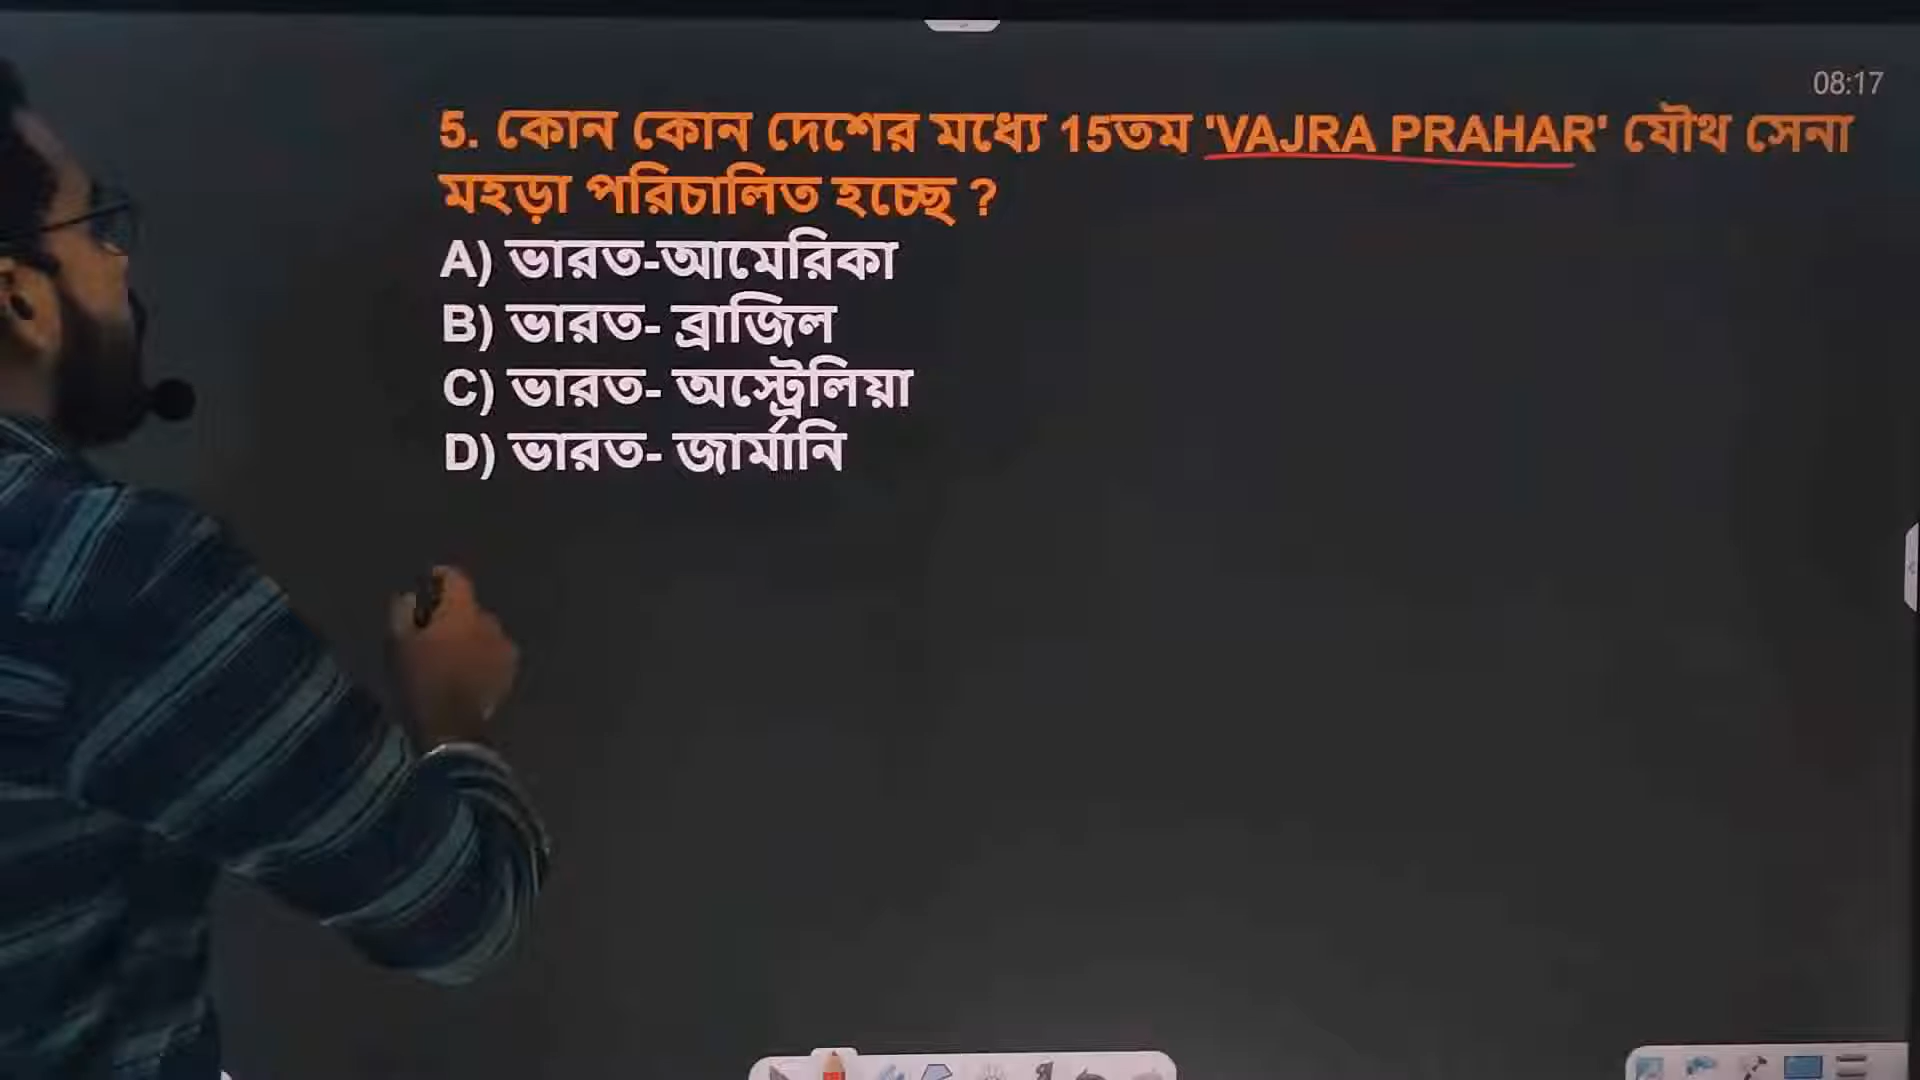 08:17
5. কোন কোন দেশের মধ্যে 15তম 'VAJRA PRAHAR' যৌথ সেনা
মহড়া পরিচালিত হচ্ছে ?
A) ভারত-আমেরিকা
B) ভারত- ব্রাজিল
C) ভারত- অস্ট্রেলিয়া
D) ভারত- জার্মানি